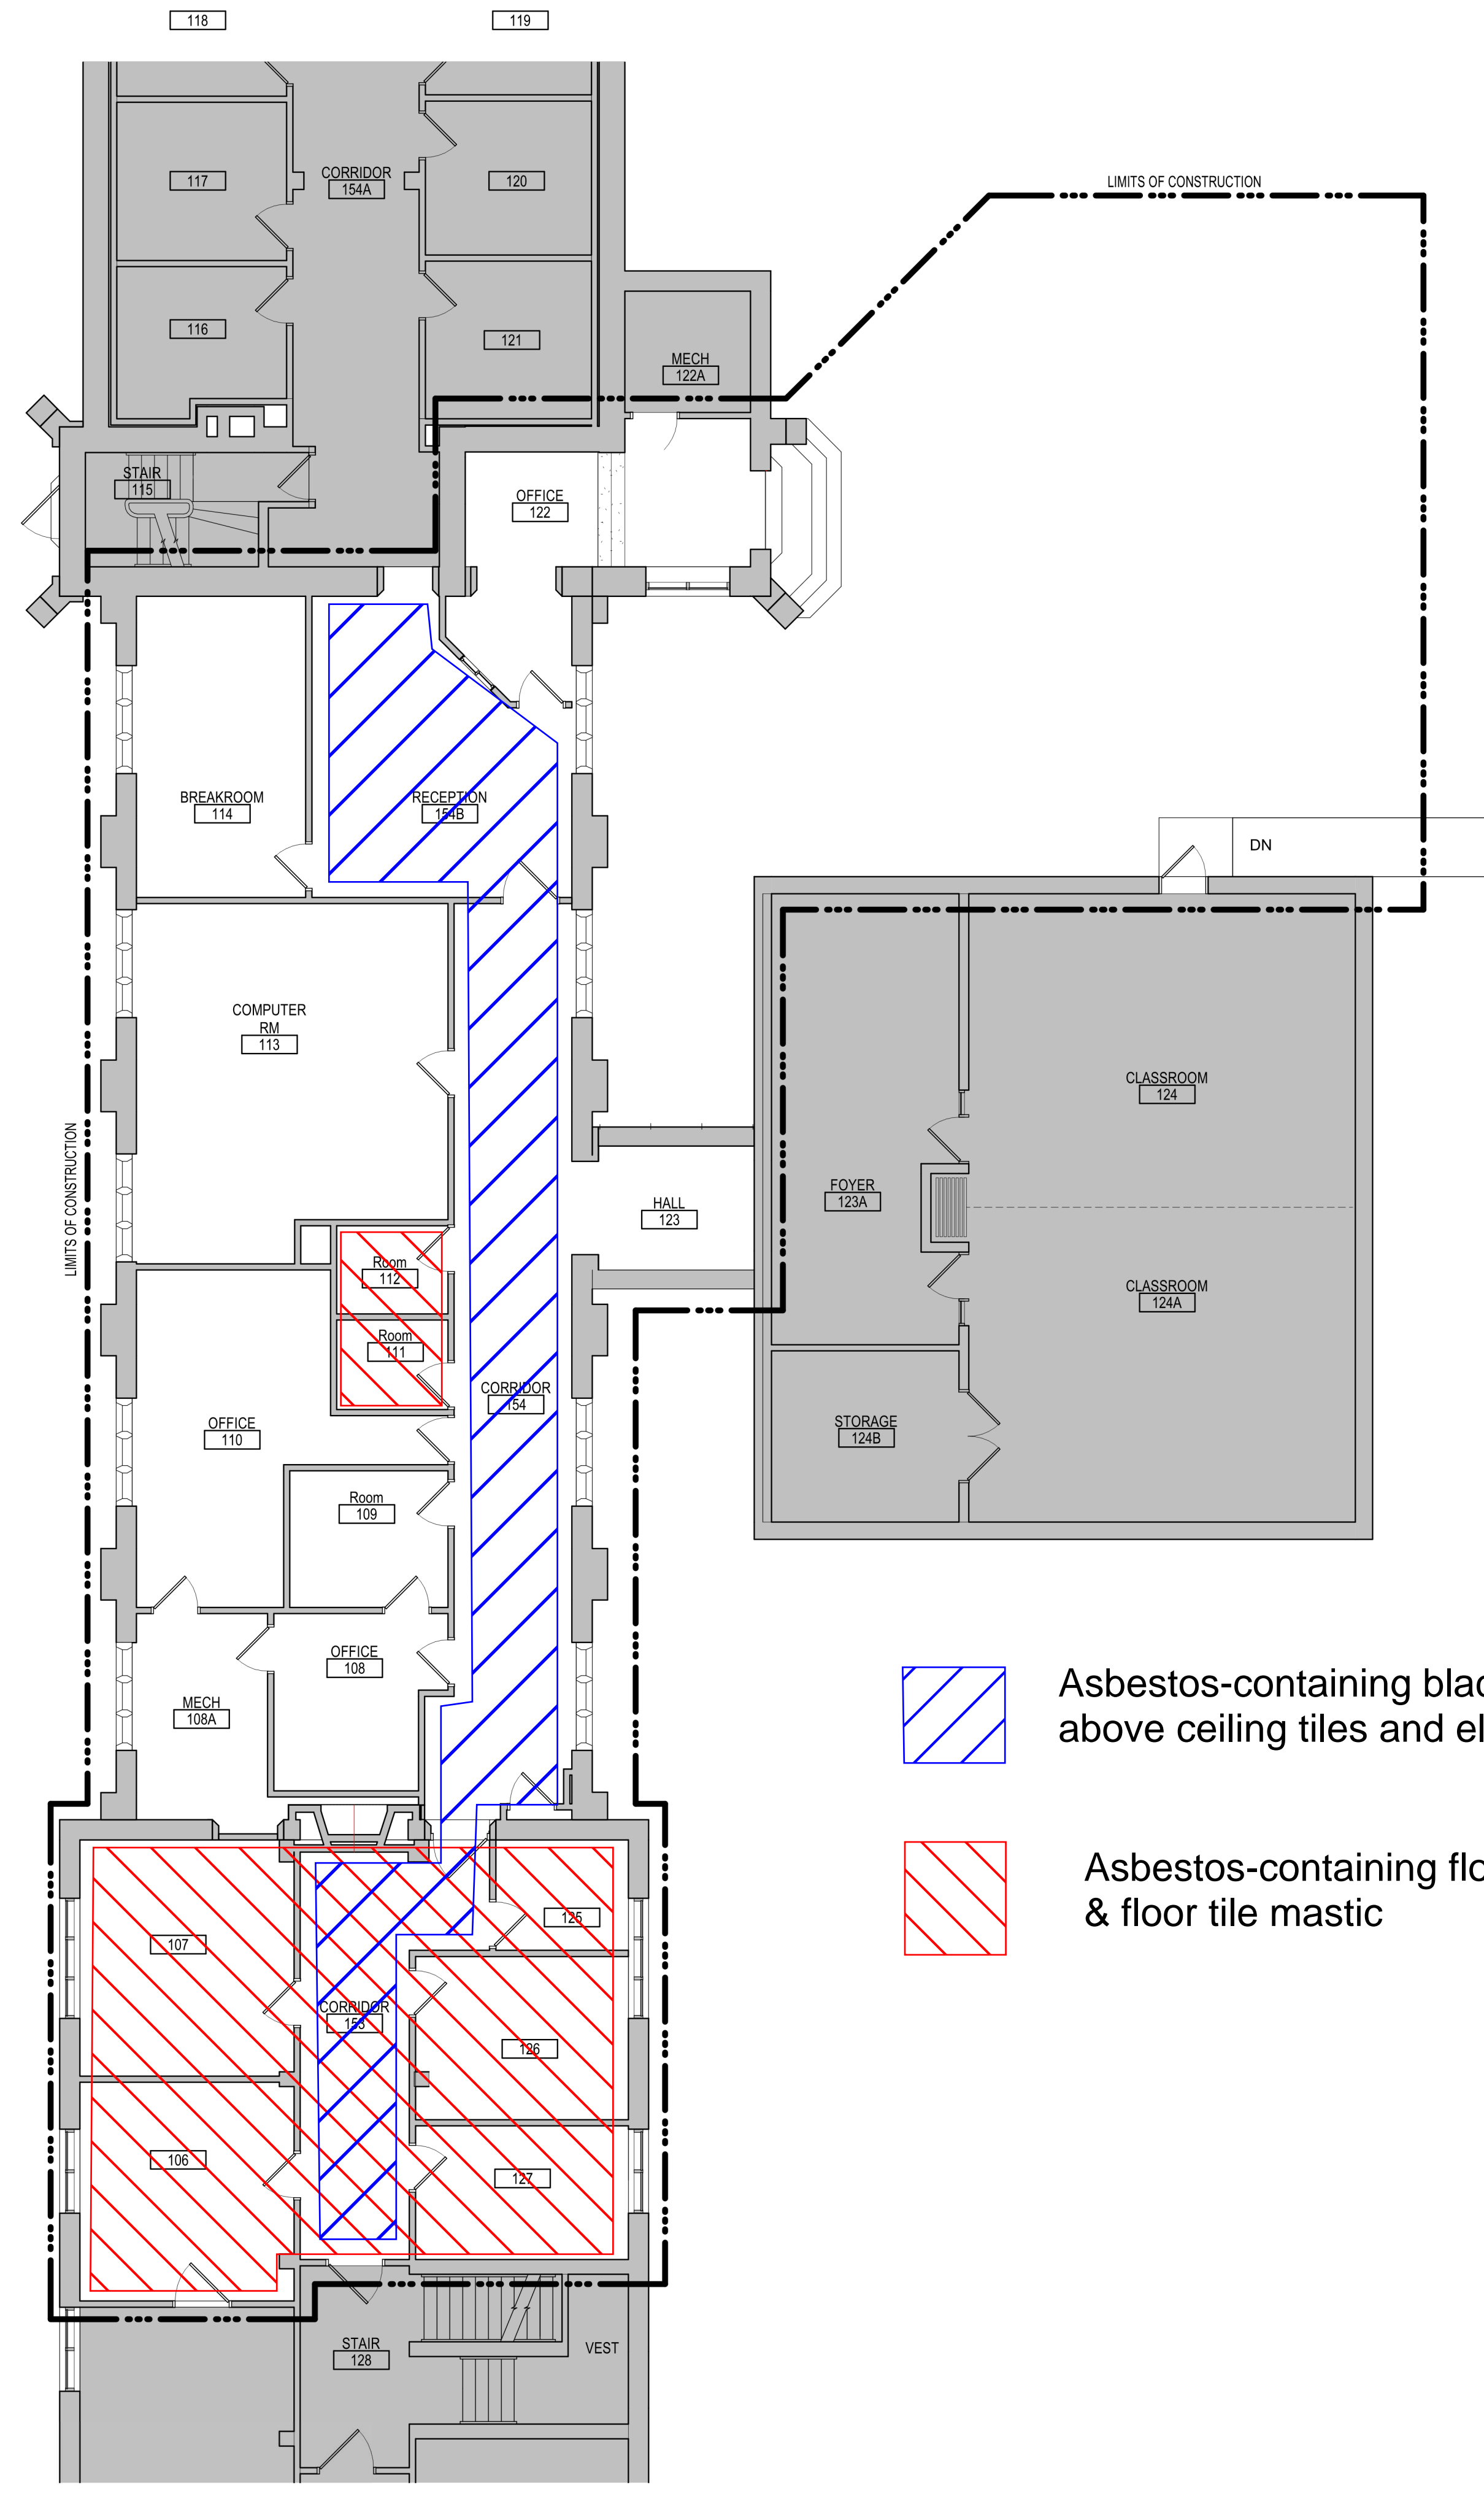 118
119
117
CORRIDOR
154A
120
LIMITS OF CONSTRUCTION
116
121
MECH
122A
STAIR
115
OFFICE
122
BREAKROOM
114
RECEPTION
154B
DN
COMPUTER
RM
113
CLASSROOM
124
LIMITS OF CONSTRUCTION
FOYER
123A
HALL
123
Room
112
CLASSROOM
124A
Room
111
CORRIDOR
154
OFFICE
110
STORAGE
124B
Room
109
OFFICE
108
MECH
108A
Asbestos-containing
above ceiling tiles and
Asbestos-containing
& floor tile mastic
125
107
CORRIDOR
153
126
106
127
STAIR
128
VEST